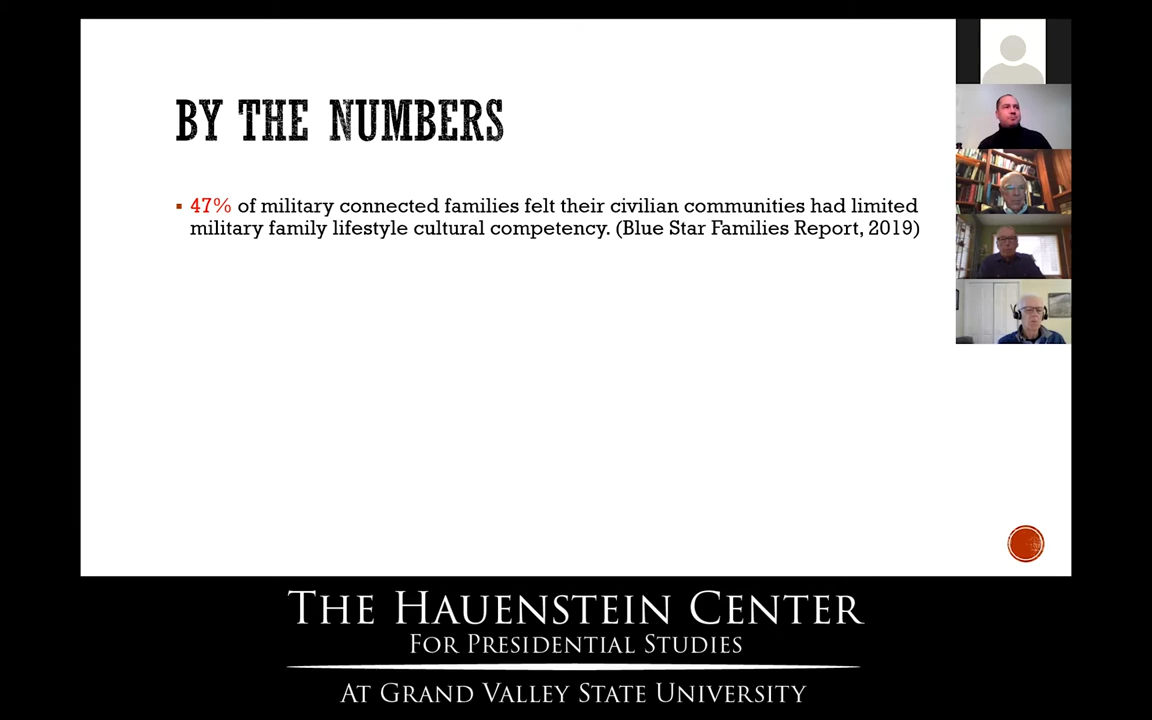 BY THE NUMBERS
▪ 47% of military connected families felt their civilian communities had limited
military family lifestyle cultural competency. (Blue Star Families Report, 2019)
THE HAUENSTEIN CENTER
FOR PRESIDENTIAL STUDIES
AT GRAND VALLEY STATE UNIVERSITY